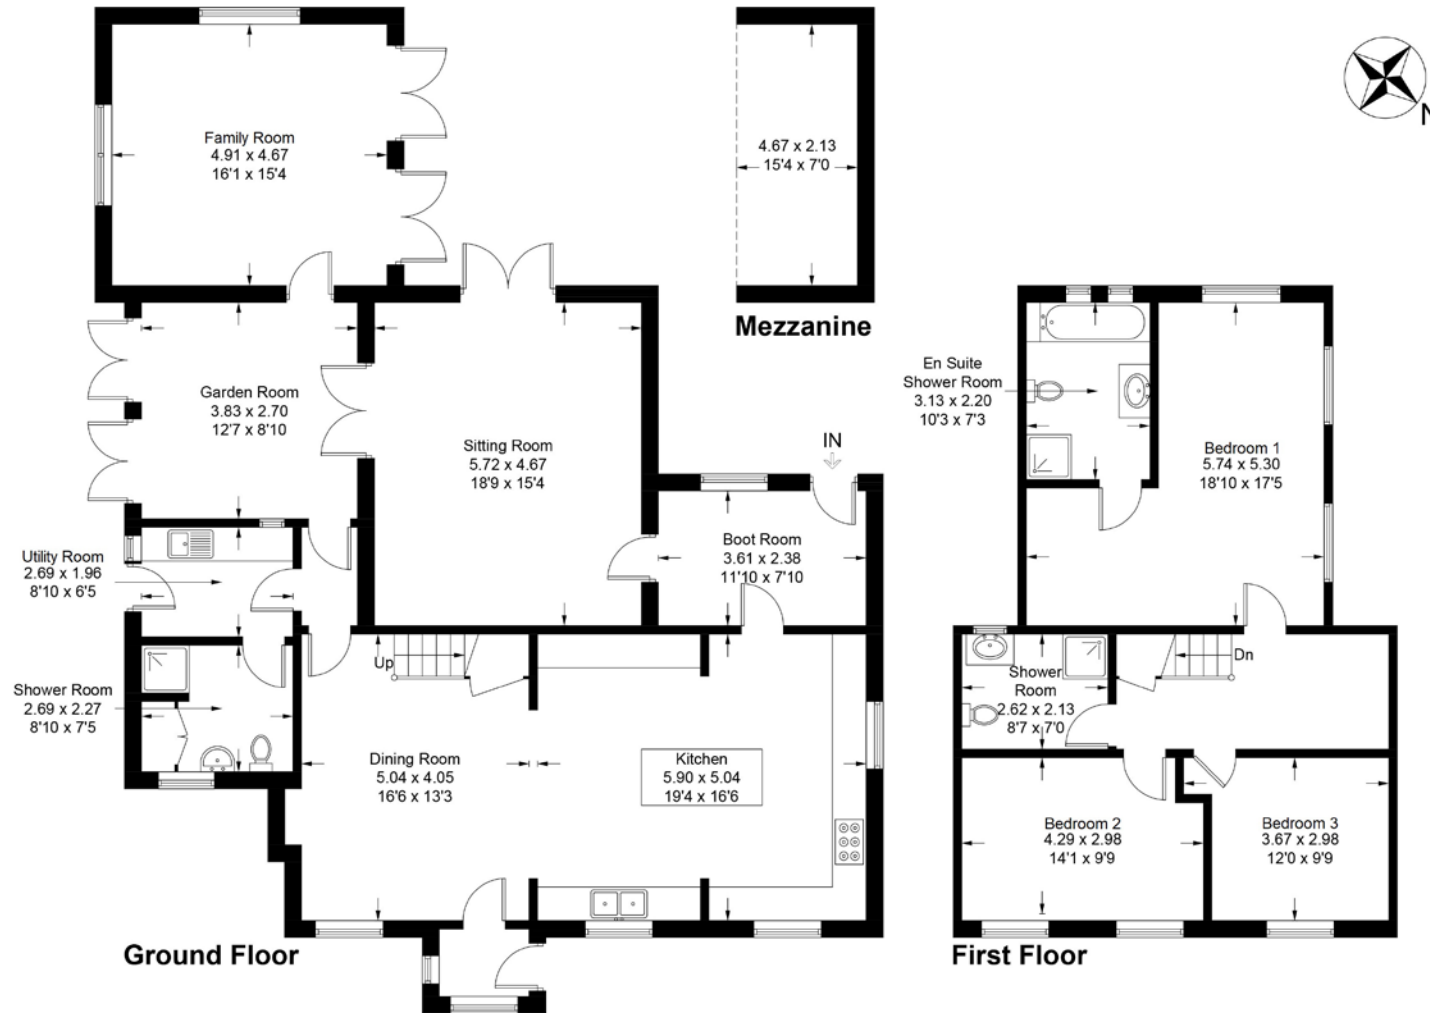 Family Room
4.91 x 4.67
16'1 x 15'4
4.67 x 2.13
15'4 x 7'0
Mezzanine
N
Garden Room
3.83 x 2.70
12'7 x 8'10
Sitting Room
5.72 x 4.67
18'9 x 15'4
IN
Boot Room
3.61 x 2.38
11'10 x 7'10
Utility Room
2.69 x 1.96
8'10 x 6'5
Shower Room
2.69 x 2.27
8'10 x 7'5
Up
Dining Room
5.04 x 4.05
16'6 x 13'3
Kitchen
5.90 x 5.04
19'4 x 16'6
Ground Floor
En Suite
Shower Room
3.13 x 2.20
10'3 x 7'3
Bedroom 1
5.74 x 5.30
18'10 x 17'5
Shower
Room
2.62 x 2.13
8'7 x 7'0
Dn
Bedroom 2
4.29 x 2.98
14'1 x 9'9
Bedroom 3
3.67 x 2.98
12'0 x 9'9
First Floor